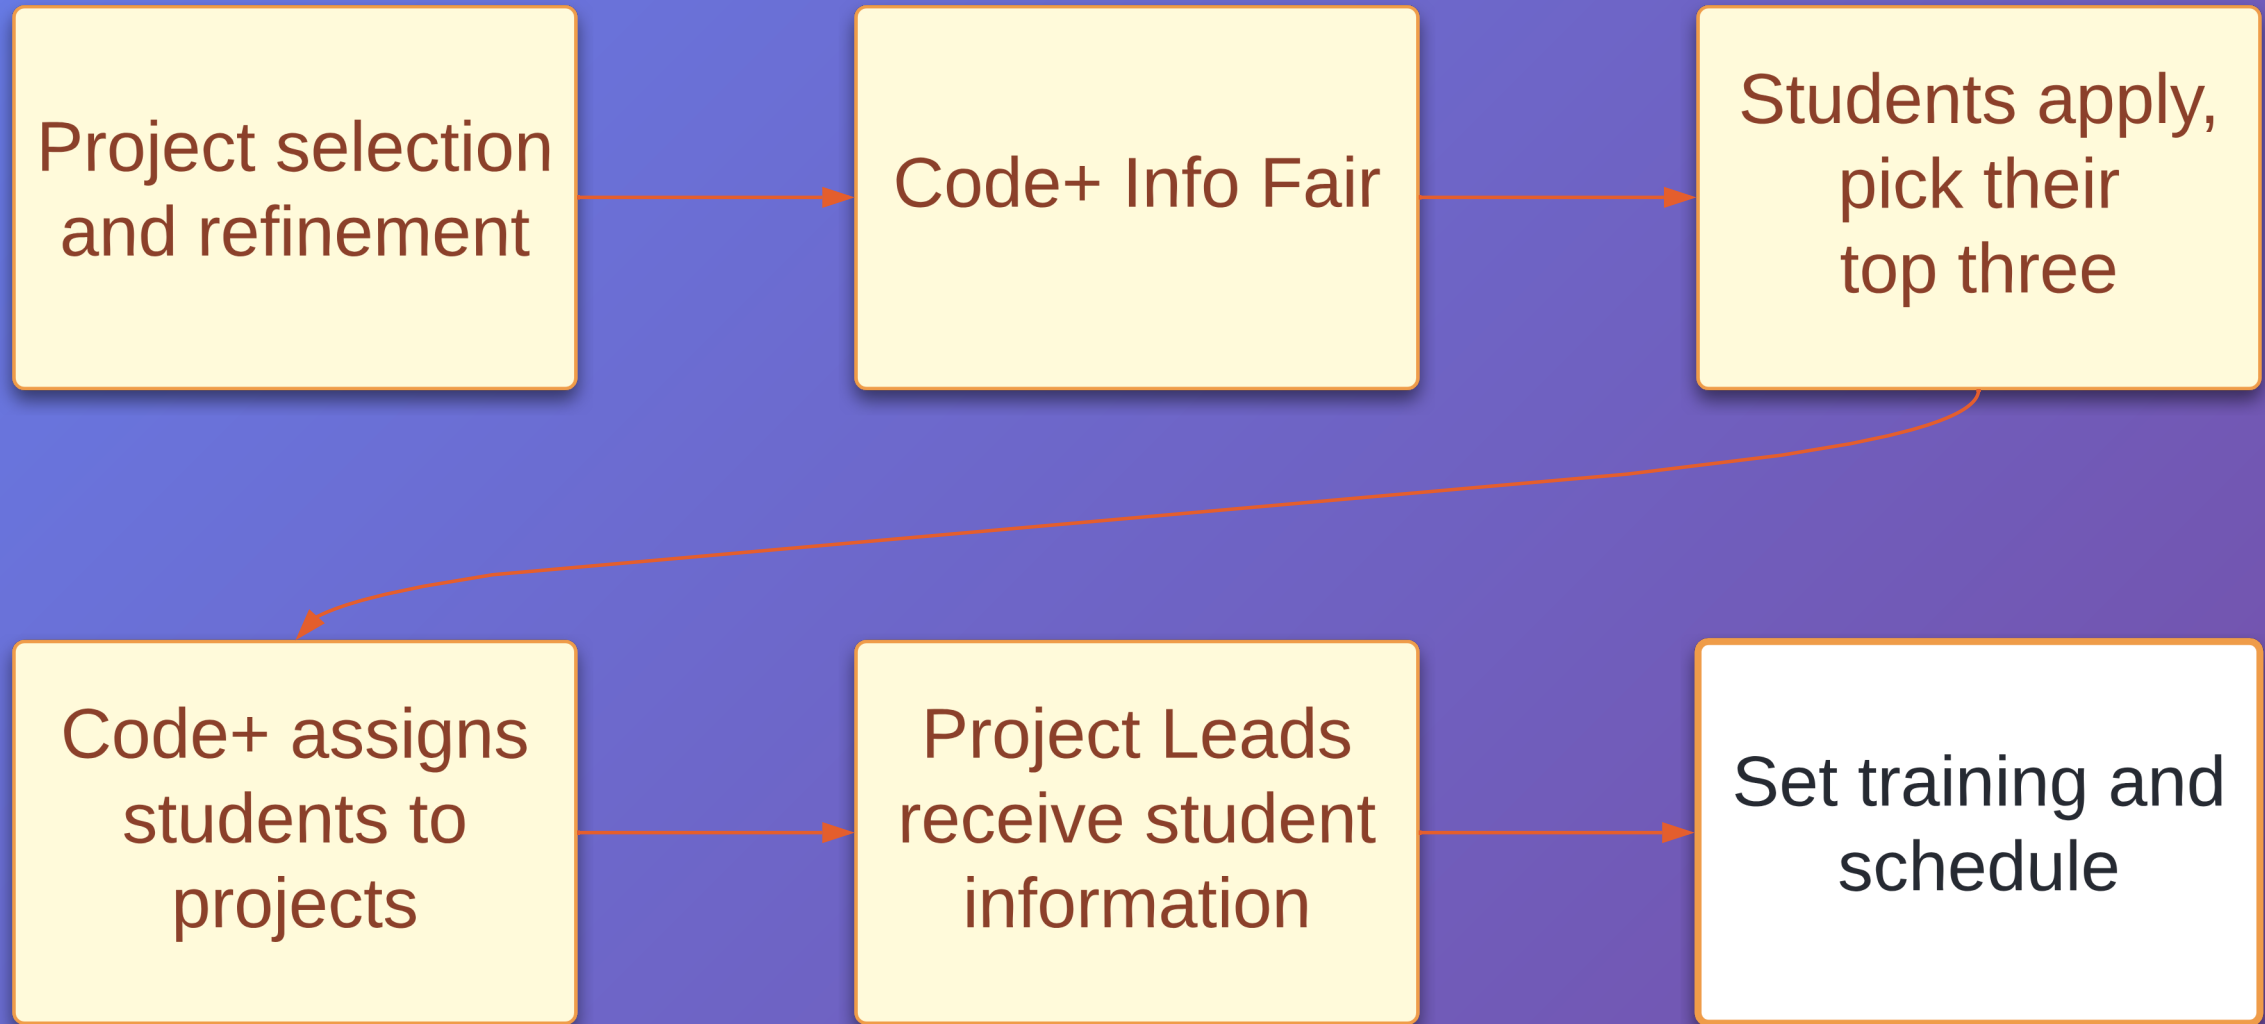 Project selection
and refinement
Code+ Info Fair
Students apply,
pick their
top three
Code+ assigns
students to
projects
Project Leads
receive student
information
Set training and
schedule